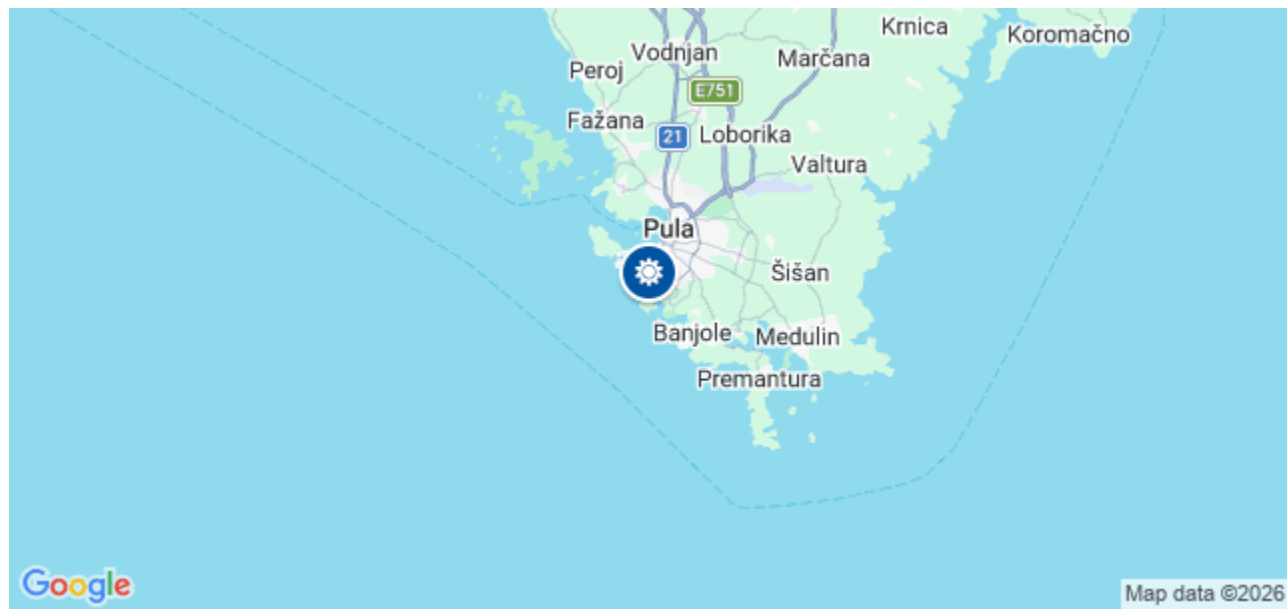 Krnica
Koromačno
Vodnjan
Marčana
Peroj
E751
Fažana
21
Loborika
Valtura
Pula
Šišan
Banjole
Medulin
Premantura
Google
Map data ©2026